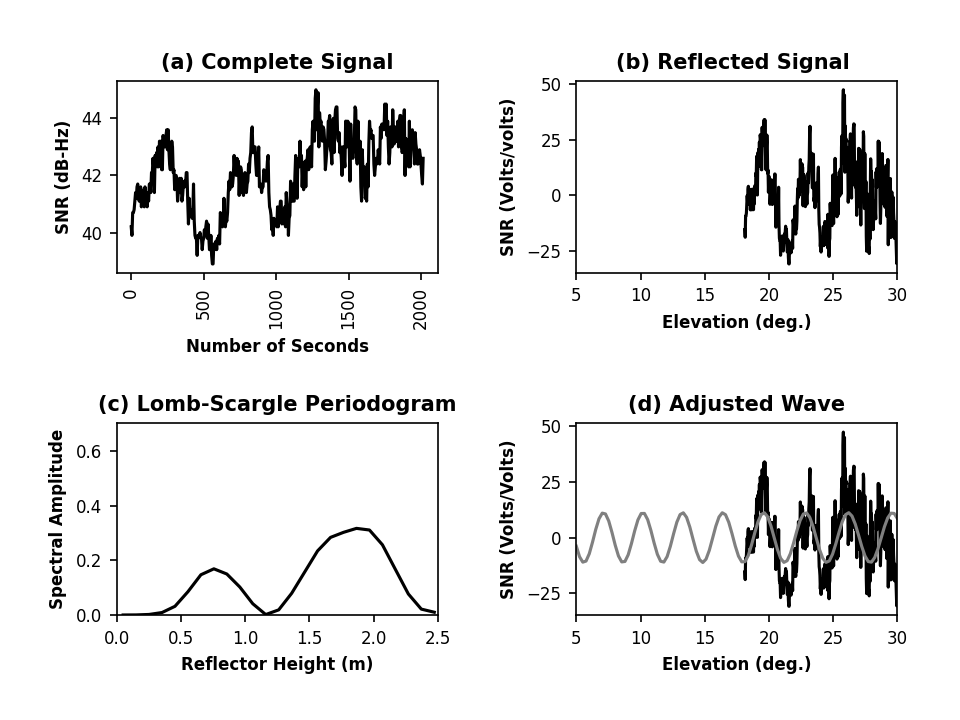 (a) Complete Signal
44
42
40
SNR (dB-Hz)
0
500
1000
1500
2000
Number of Seconds
(b) Reflected Signal
50
25
0
−25
SNR (Volts/volts)
5 10 15 20 25 30
Elevation (deg.)
(c) Lomb-Scargle Periodogram
0.6
0.4
0.2
0.0
Spectral Amplitude
0.0 0.5 1.0 1.5 2.0 2.5
Reflector Height (m)
(d) Adjusted Wave
50
25
0
−25
SNR (Volts/Volts)
5 10 15 20 25 30
Elevation (deg.)